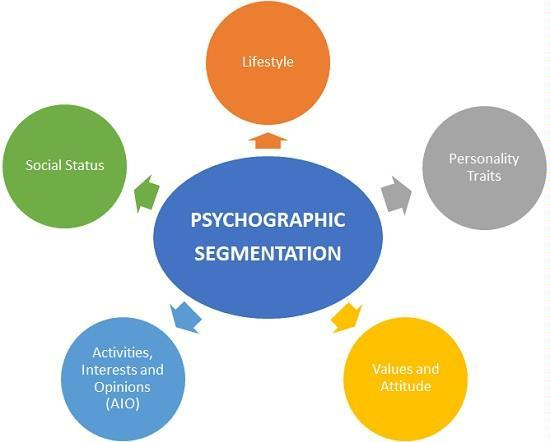 Lifestyle
Social Status
Personality
Traits
PSYCHOGRAPHIC
SEGMENTATION
Activities,
Interests and
Opinions
(AIO)
Values and
Attitude